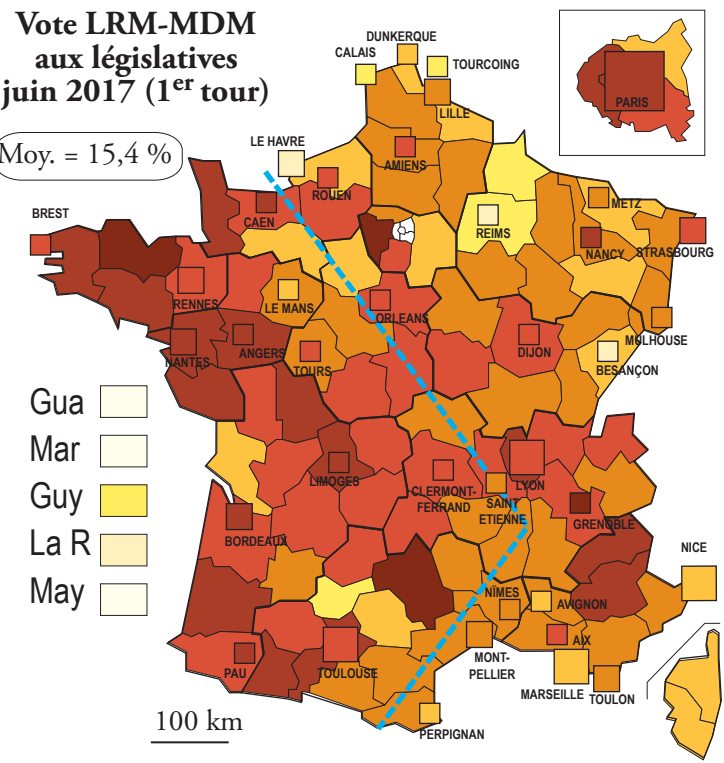 Vote LRM-MDM
aux législatives
juin 2017 (1er tour)
Moy. = 15,4 %
DUNKERQUE
CALAIS
TOURCOING
LILLE
PARIS
LE HAVRE
AMIENS
ROUEN
CAEN
REIMS
METZ
NANCY
STRASBOURG
BREST
RENNES
LE MANS
ORLEANS
MULHOUSE
NANTES
ANGERS
TOURS
DIJON
BESANÇON
Gua
Mar
Guy
La R
May
LIMOGES
CLERMONT-
FERRAND
LYON
SAINT
ETIENNE
GRENOBLE
BORDEAUX
NICE
NÏMES
AVIGNON
AIX
PAU
TOULOUSE
MONT-
PELLIER
MARSEILLE
TOULON
PERPIGNAN
100 km